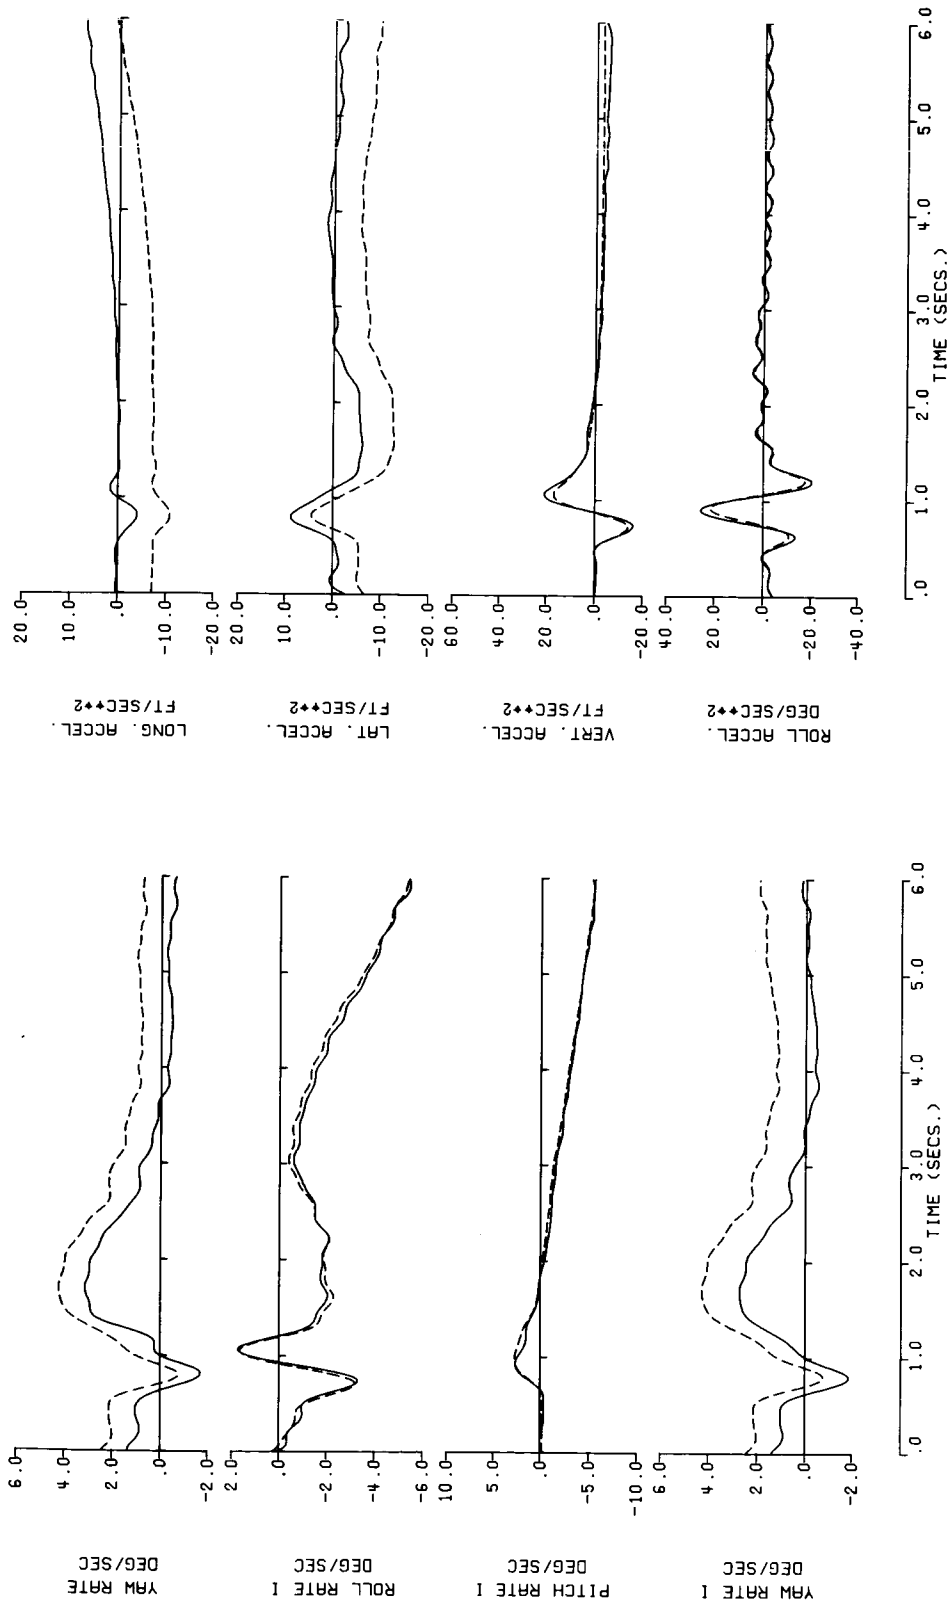 YAW RATE
DEG/SEC
6.0
4.0
2.0
.0
-2.0
ROLL RATE I
DEG/SEC
2.0
.0
-2.0
-4.0
-6.0
PITCH RATE I
DEG/SEC
10.0
5.0
.0
-5.0
-10.0
YAW RATE I
DEG/SEC
6.0
4.0
2.0
.0
-2.0
.0 1.0 2.0 3.0 4.0 5.0 6.0
TIME (SECS.)
LONG. ACCEL.
FT/SEC**2
20.0
10.0
.0
-10.0
-20.0
LAT. ACCEL.
FT/SEC**2
20.0
10.0
.0
-10.0
-20.0
VERT. ACCEL.
FT/SEC**2
60.0
40.0
20.0
.0
-20.0
ROLL ACCEL.
DEG/SEC**2
40.0
20.0
.0
-20.0
-40.0
.0 1.0 2.0 3.0 4.0 5.0 6.0
TIME (SECS.)